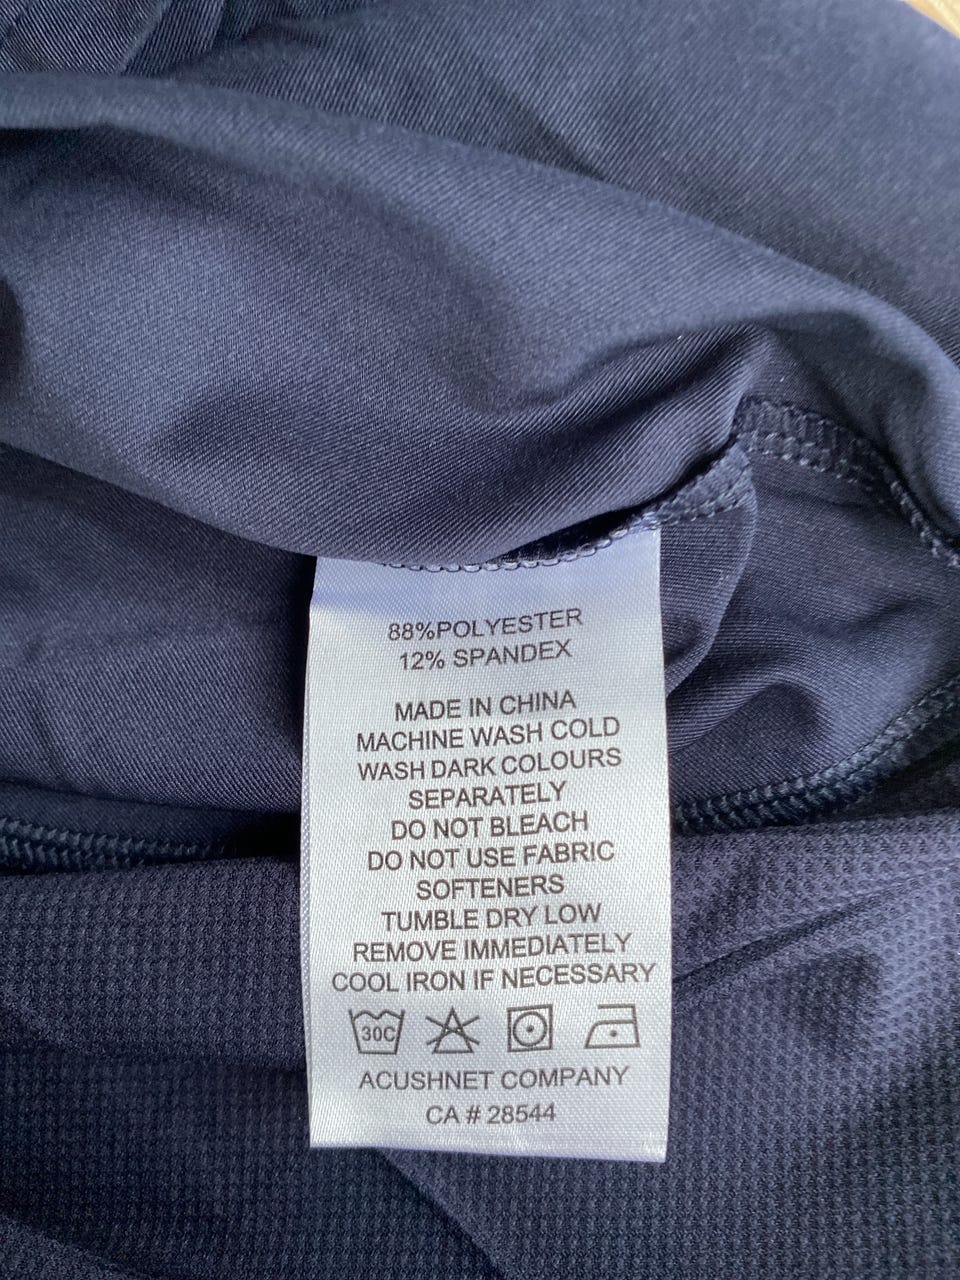 88%POLYESTER
12% SPANDEX
MADE IN CHINA
MACHINE WASH COLD
WASH DARK COLOURS
SEPARATELY
DO NOT BLEACH
DO NOT USE FABRIC
SOFTENERS
TUMBLE DRY LOW
REMOVE IMMEDIATELY
COOL IRON IF NECESSARY
30C
ACUSHNET COMPANY
CA # 28544